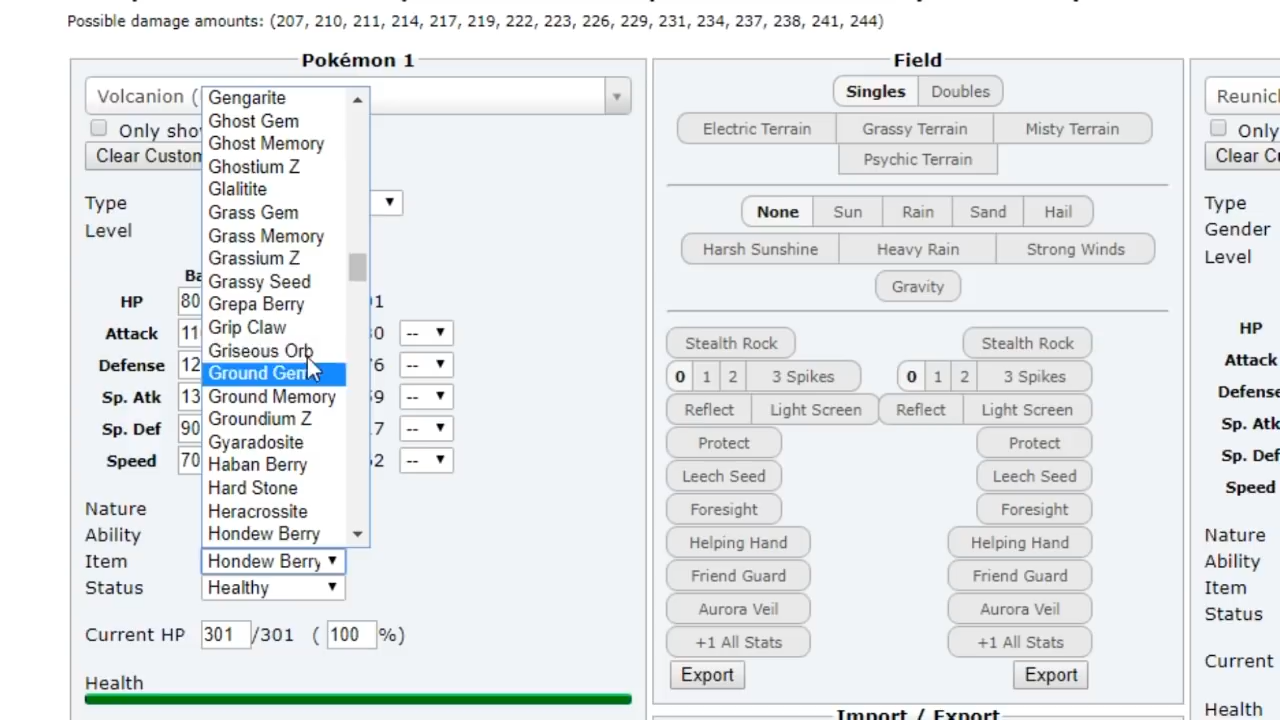 Possible damage amounts: (207, 210, 211, 214, 217, 219, 222, 223, 226, 229, 231, 234, 237, 238, 241, 244)
Pokémon 1
Volcanion (
Only sho
Clear Custom
Type
Level
Ba
HP 80
Attack 11 --
Defense 12 --
Sp. Atk 13 --
Sp. Def 90 --
Speed 70 --
Nature
Ability
Item Hondew Berry
Status Healthy
Current HP 301 /301 ( 100 %)
Health
Gengarite
Ghost Gem
Ghost Memory
Ghostium Z
Glalitite
Grass Gem
Grass Memory
Grassium Z
Grassy Seed
Grepa Berry
Grip Claw
Griseous Orb
Ground Gem
Ground Memory
Groundium Z
Gyaradosite
Haban Berry
Hard Stone
Heracrossite
Hondew Berry
Field
Singles Doubles
Electric Terrain Grassy Terrain Misty Terrain
Psychic Terrain
None Sun Rain Sand Hail
Harsh Sunshine Heavy Rain Strong Winds
Gravity
Stealth Rock Stealth Rock
0 1 2 3 Spikes 0 1 2 3 Spikes
Reflect Light Screen Reflect Light Screen
Protect Protect
Leech Seed Leech Seed
Foresight Foresight
Helping Hand Helping Hand
Friend Guard Friend Guard
Aurora Veil Aurora Veil
+1 All Stats +1 All Stats
Export Export
Import / Export
Reunicl
Only
Clear Cu
Type
Gender
Level
HP
Attack
Defense
Sp. Atk
Sp. Def
Speed
Nature
Ability
Item
Status
Current
Health